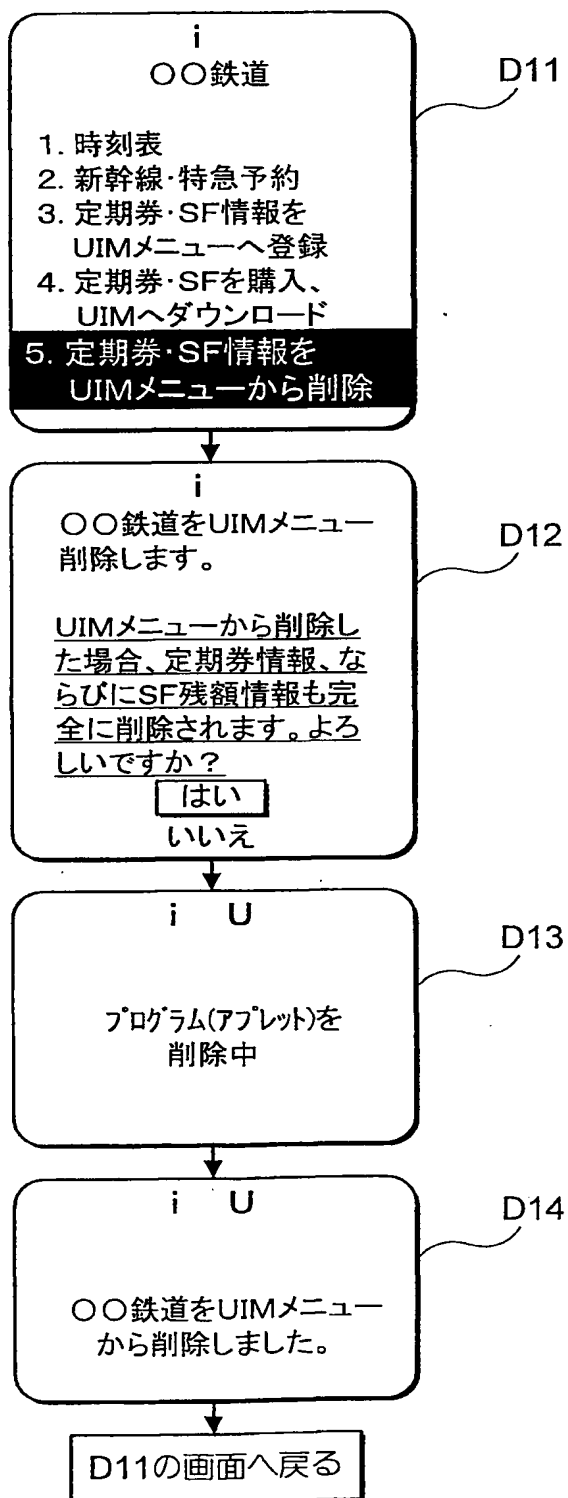 i
○○鉄道
D11
1. 時刻表
2. 新幹線・特急予約
3. 定期券・SF情報を
UIMメニューへ登録
4. 定期券・SFを購入、
UIMへダウンロード
5. 定期券・SF情報を
UIMメニューから削除
i
○○鉄道をUIMメニュー
削除します。
D12
UIMメニューから削除し
た場合、定期券情報、な
らびにSF残額情報も完
全に削除されます。よろ
しいですか？
はい
いいえ
i U
D13
プログラム(アプレット)を
削除中
i U
D14
○○鉄道をUIMメニュー
から削除しました。
D11の画面へ戻る